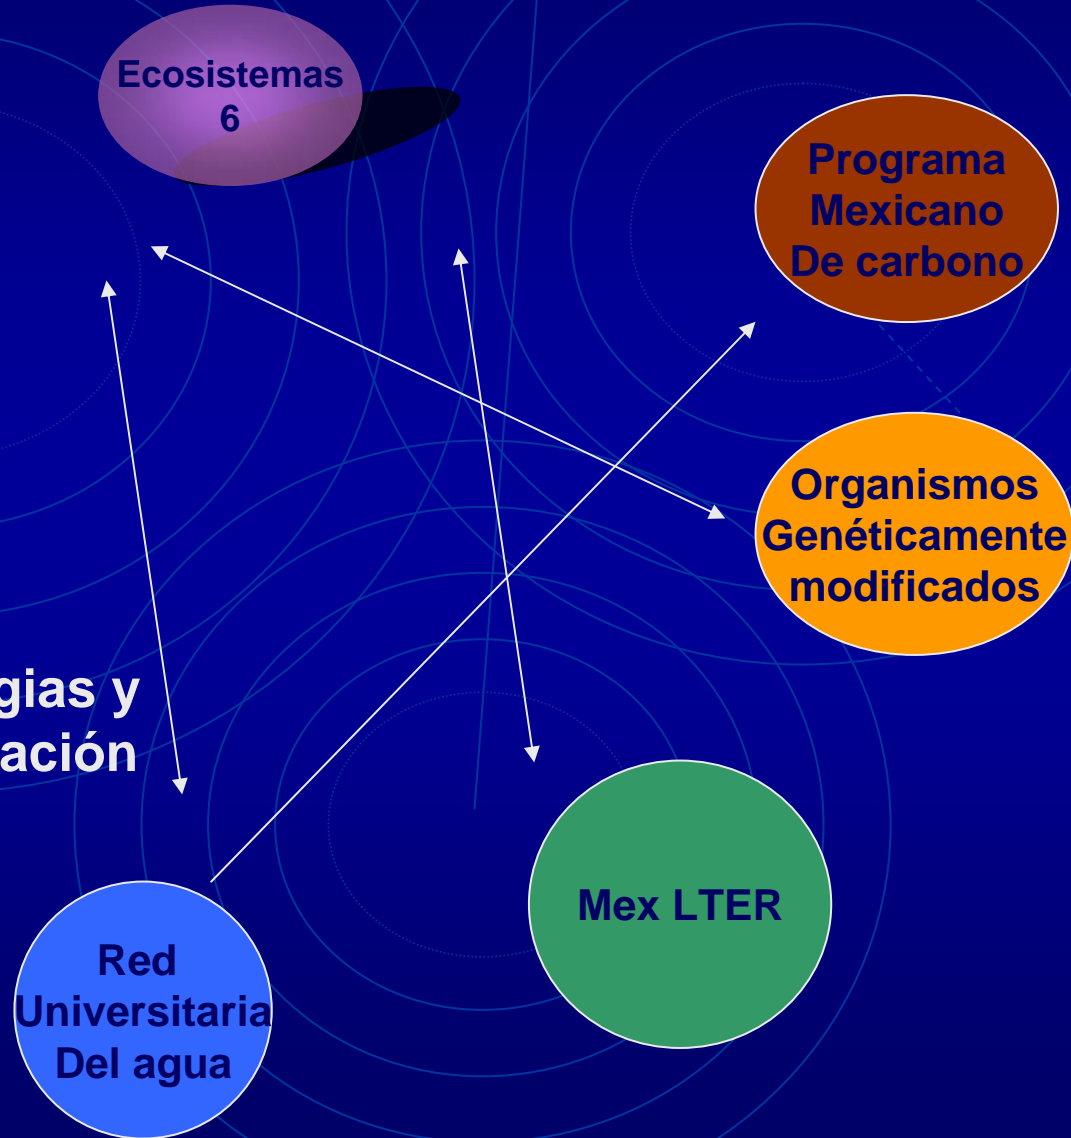 Ecosistemas
6
Programa
Mexicano
De carbono
Organismos
Genéticamente
modificados
gias y
ación
Mex LTER
Red
Universitaria
Del agua